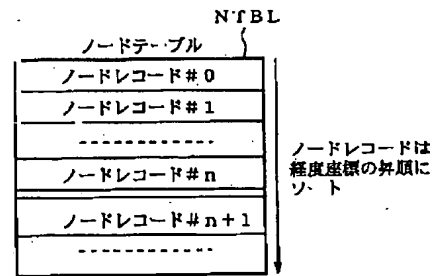 NTBL
ノードテーブル
ノードレコード#0
ノードレコード#1
ノードレコード#n
ノードレコード#n+1
ノードレコードは
経度座標の昇順に
ソート